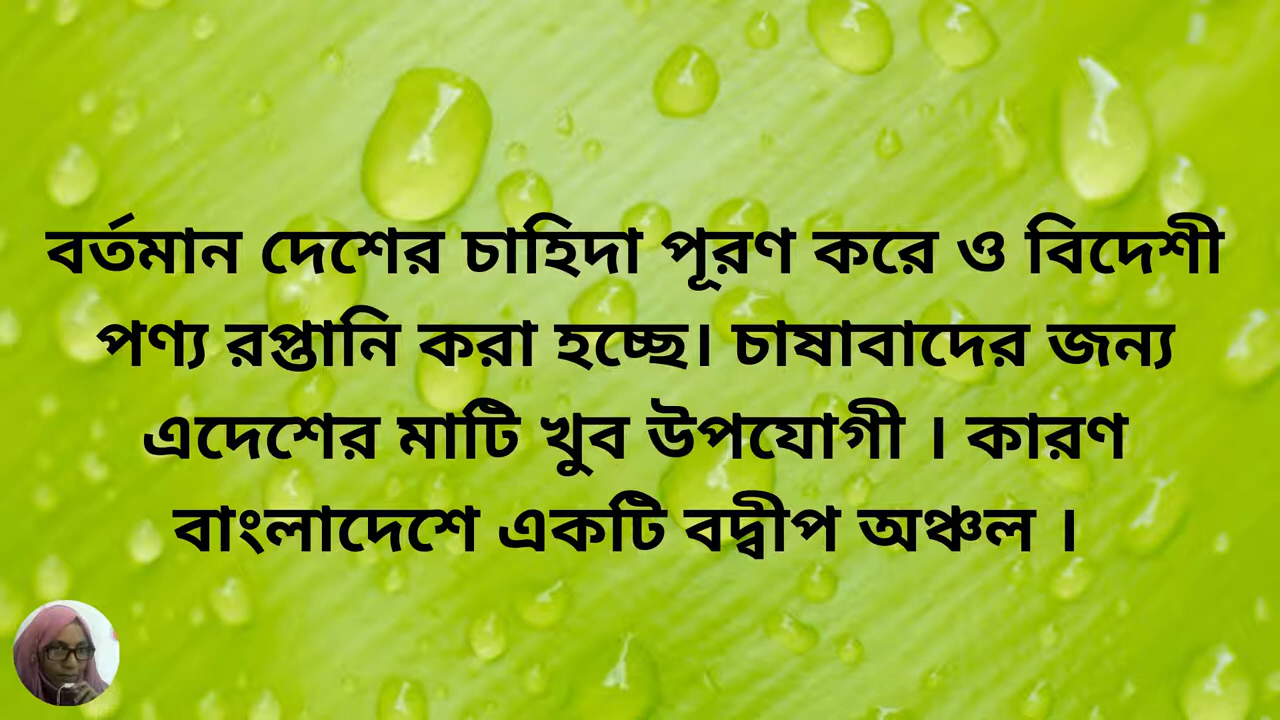 বর্তমান দেশের চাহিদা পূরণ করে ও বিদেশী
পণ্য রপ্তানি করা হচ্ছে। চাষাবাদের জন্য
এদেশের মাটি খুব উপযোগী । কারণ
বাংলাদেশে একটি বদ্বীপ অঞ্চল ।